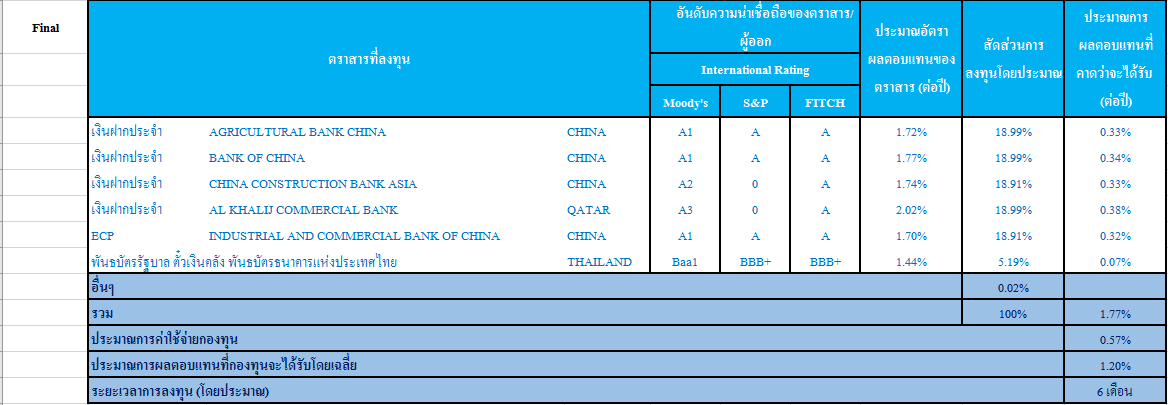 Final
ตราสารที่ลงทุน
อันดับความน่าเชื่อถือของตราสาร/
ผู้ออก
International Rating
Moody's S&P FITCH
ประมาณอัตรา
ผลตอบแทนของ
ตราสาร (ต่อปี)
สัดส่วนการ
ลงทุนโดยประมาณ
ประมาณการ
ผลตอบแทนที่
คาดว่าจะได้รับ
(ต่อปี)
เงินฝากประจำ AGRICULTURAL BANK CHINA CHINA A1 A A 1.72% 18.99% 0.33%
เงินฝากประจำ BANK OF CHINA CHINA A1 A A 1.77% 18.99% 0.34%
เงินฝากประจำ CHINA CONSTRUCTION BANK ASIA CHINA A2 0 A 1.74% 18.91% 0.33%
เงินฝากประจำ AL KHALIJ COMMERCIAL BANK QATAR A3 0 A 2.02% 18.99% 0.38%
ECP INDUSTRIAL AND COMMERCIAL BANK OF CHINA CHINA A1 A A 1.70% 18.91% 0.32%
พันธบัตรรัฐบาล ตั๋วเงินคลัง พันธบัตรธนาคารแห่งประเทศไทย THAILAND Baa1 BBB+ BBB+ 1.44% 5.19% 0.07%
อื่นๆ 0.02%
รวม 100% 1.77%
ประมาณการค่าใช้จ่ายกองทุน 0.57%
ประมาณการผลตอบแทนที่กองทุนจะได้รับโดยเฉลี่ย 1.20%
ระยะเวลาการลงทุน (โดยประมาณ) 6 เดือน